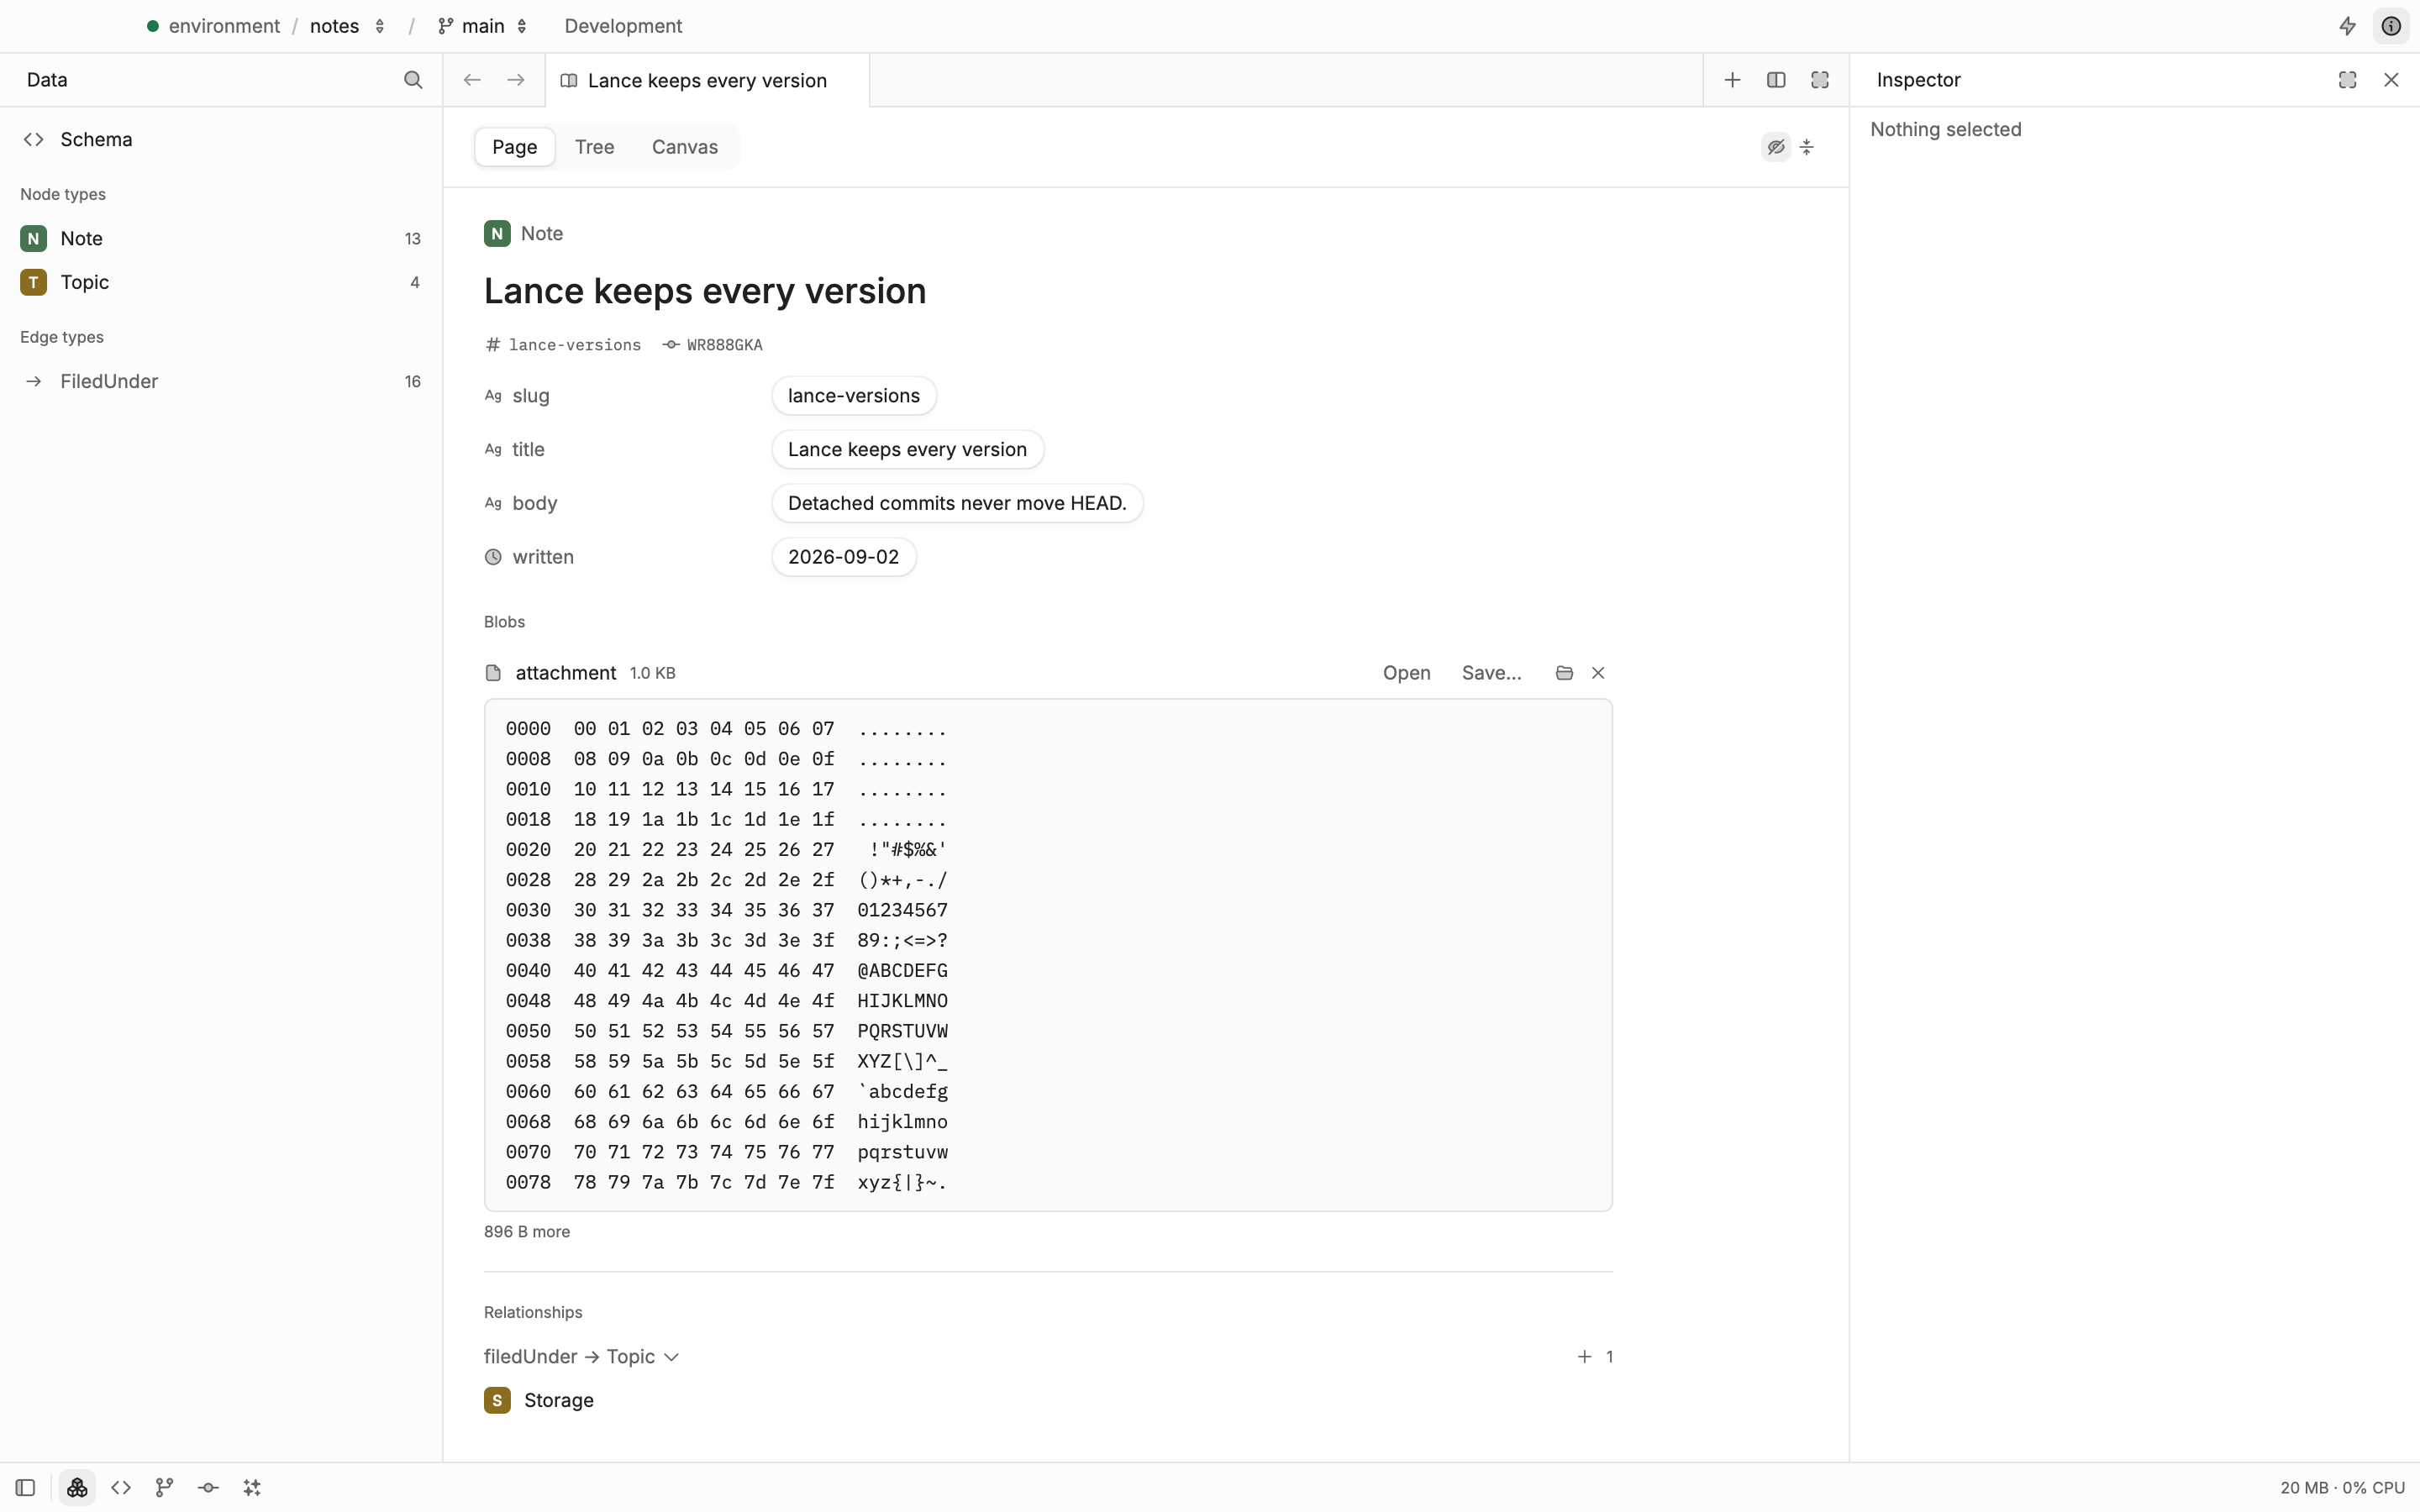 environment / notes / main Development
Data
Lance keeps every version
Inspector
Schema
Page Tree Canvas
Nothing selected
Node types
N Note 13
T Topic 4
Edge types
FiledUnder 16
N Note
Lance keeps every version
# lance-versions WR888GKA
Ag slug lance-versions
Ag title Lance keeps every version
Ag body Detached commits never move HEAD.
written 2026-09-02
Blobs
attachment 1.0 KB Open Save...
0000 00 01 02 03 04 05 06 07 ........
0008 08 09 0a 0b 0c 0d 0e 0f ........
0010 10 11 12 13 14 15 16 17 ........
0018 18 19 1a 1b 1c 1d 1e 1f ........
0020 20 21 22 23 24 25 26 27  !"#$%&'
0028 28 29 2a 2b 2c 2d 2e 2f ()*+,-./
0030 30 31 32 33 34 35 36 37 01234567
0038 38 39 3a 3b 3c 3d 3e 3f 89:;<=>?
0040 40 41 42 43 44 45 46 47 @ABCDEFG
0048 48 49 4a 4b 4c 4d 4e 4f HIJKLMNO
0050 50 51 52 53 54 55 56 57 PQRSTUVW
0058 58 59 5a 5b 5c 5d 5e 5f XYZ[\]^_
0060 60 61 62 63 64 65 66 67 `abcdefg
0068 68 69 6a 6b 6c 6d 6e 6f hijklmno
0070 70 71 72 73 74 75 76 77 pqrstuvw
0078 78 79 7a 7b 7c 7d 7e 7f xyz{|}~.
896 B more
Relationships
filedUnder → Topic + 1
S Storage
20 MB · 0% CPU